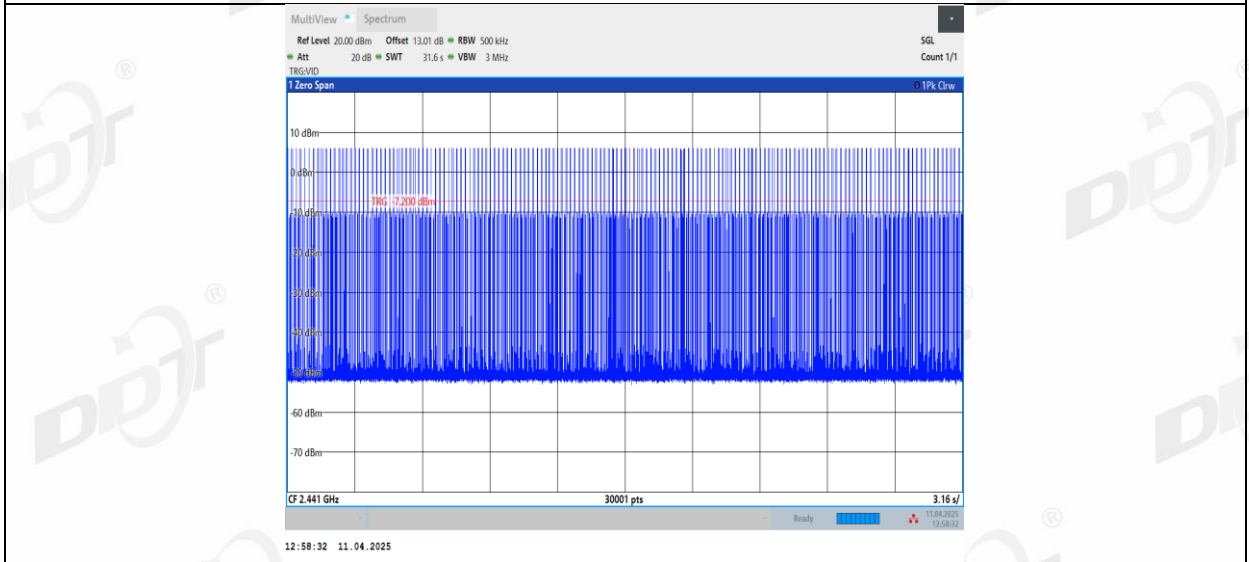 MultiView Spectrum
Ref Level 20.00 dBm Offset 13.01 dB RBW 500 kHz SGL
Att 20 dB SWT 31.6 s VBW 3 MHz Count 1/1
TRG:VID
1 Zero Span 1Pk Clrw
10 dBm
0 dBm
TRG -7.200 dBm
-10 dBm
-20 dBm
-30 dBm
-40 dBm
-50 dBm
-60 dBm
-70 dBm
CF 2.441 GHz 30001 pts 3.16 s/
Ready 11.04.2025
12:58:32
12:58:32 11.04.2025
DDT ®